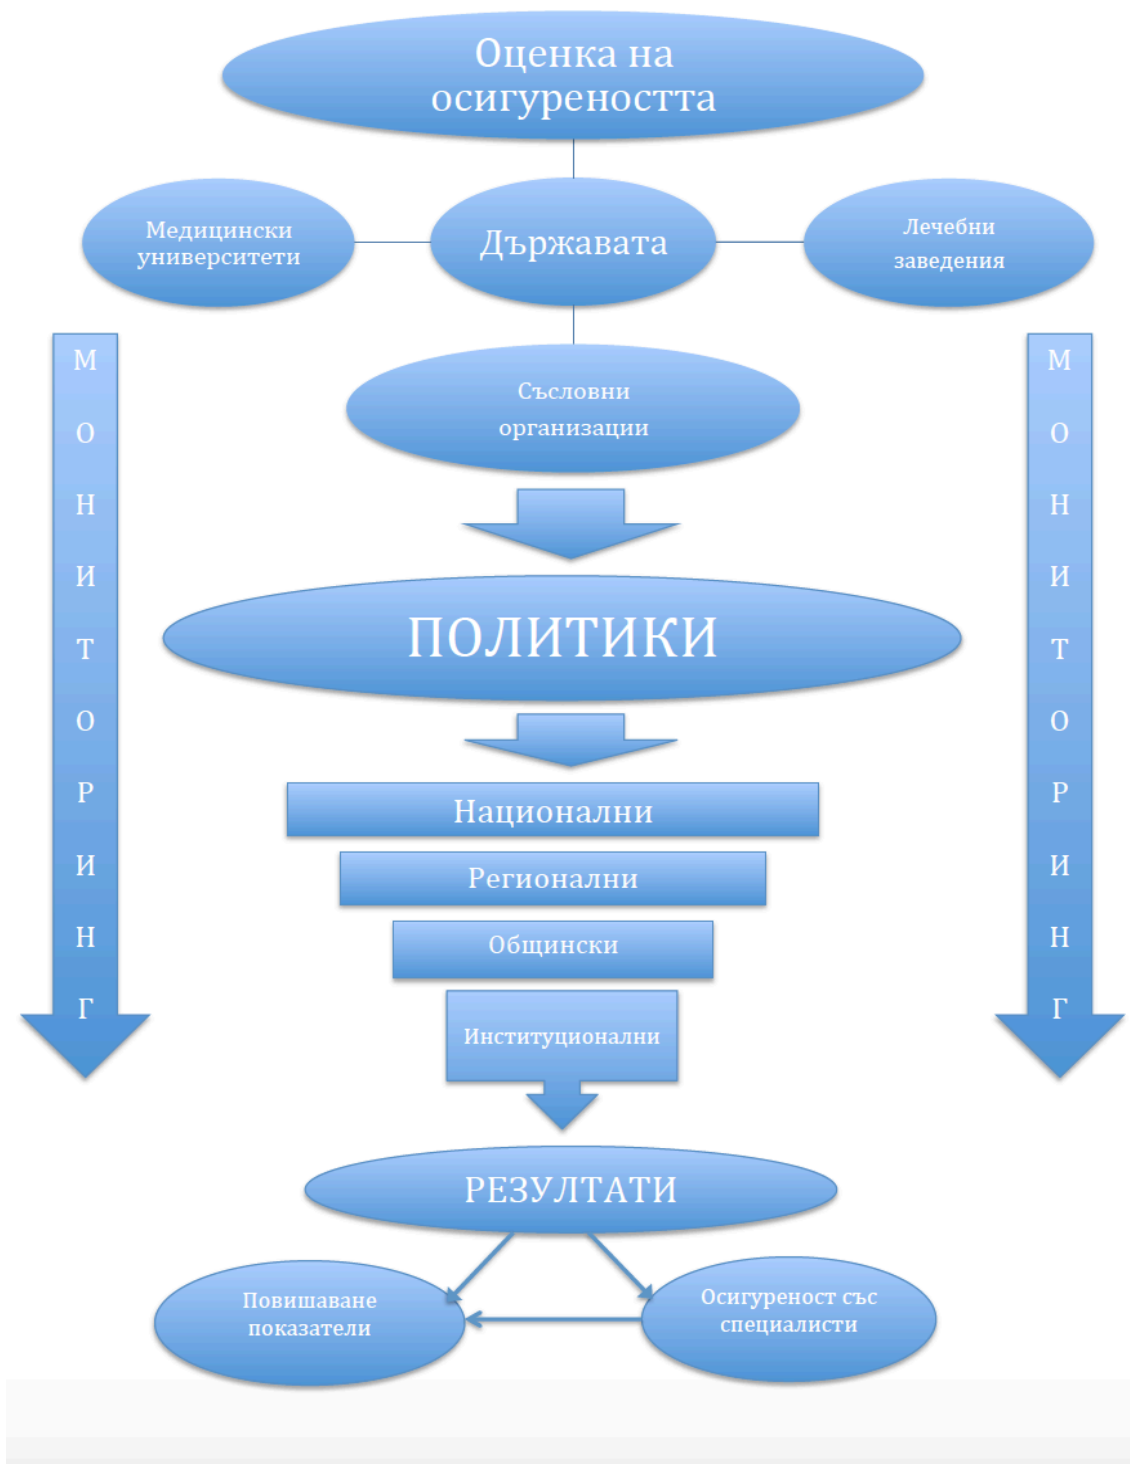 Оценка на
осигуреността
Медицински
университети
Държавата
Лечебни
заведения
Съсловни
организации
М
О
Н
И
Т
О
Р
И
Н
Г
М
О
Н
И
Т
О
Р
И
Н
Г
ПОЛИТИКИ
Национални
Регионални
Общински
Институционални
РЕЗУЛТАТИ
Повишаване
показатели
Осигуреност със
специалисти